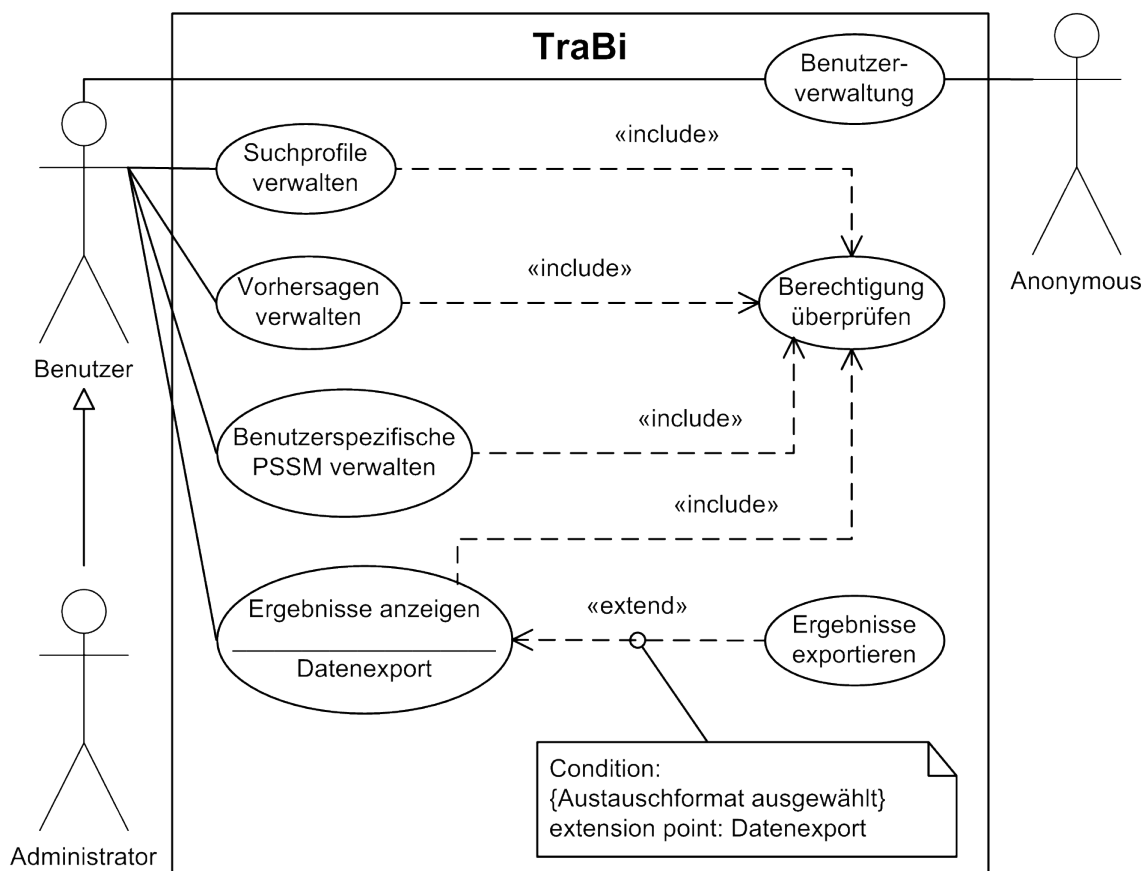 TraBi
Benutzer-
verwaltung
Suchprofile
verwalten
«include»
Anonymous
Vorhersagen
verwalten
«include»
Berechtigung
überprüfen
Benutzer
Benutzerspezifische
PSSM verwalten
«include»
«include»
Ergebnisse anzeigen
Datenexport
«extend»
Ergebnisse
exportieren
Condition:
{Austauschformat ausgewählt}
extension point: Datenexport
Administrator